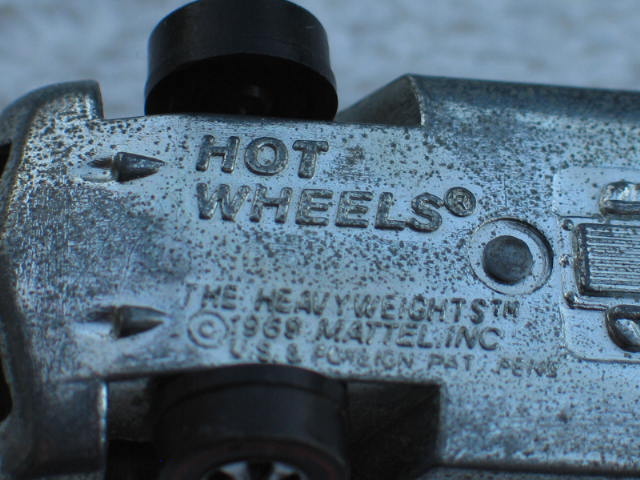 HOT
WHEELS®
THE HEAVYWEIGHTS™
©1969 MATTEL, INC
U.S. & FOREIGN PAT. PEND